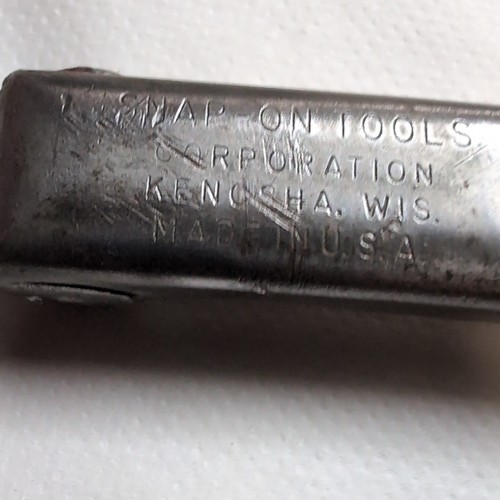 SNAP-ON TOOLS
CORPORATION
KENOSHA, WIS.
MADE IN U.S.A.